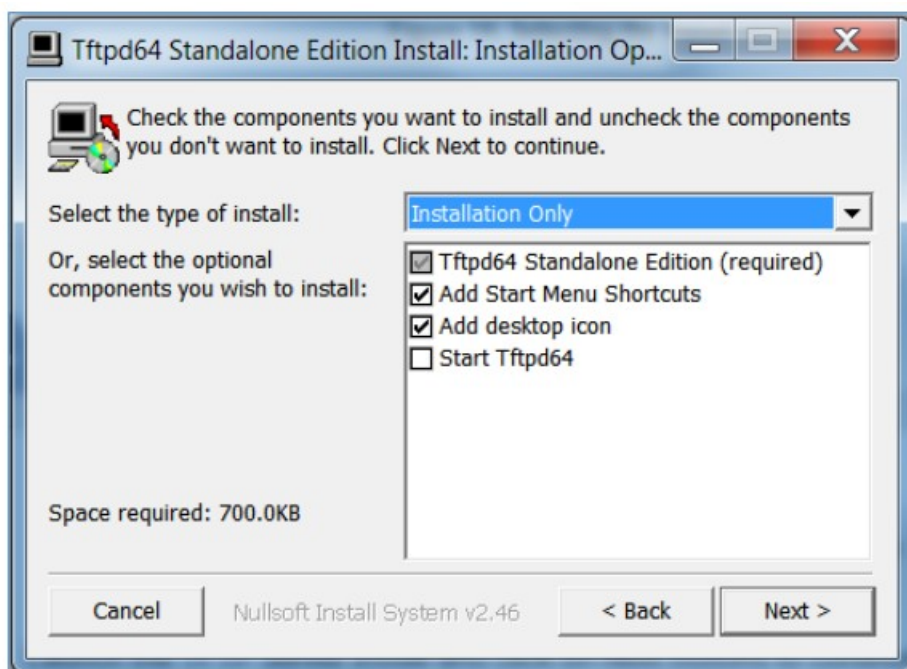 Tftpd64 Standalone Edition Install: Installation Op...
Check the components you want to install and uncheck the components
you don't want to install. Click Next to continue.
Select the type of install:
Installation Only
Or, select the optional
components you wish to install:
Tftpd64 Standalone Edition (required)
Add Start Menu Shortcuts
Add desktop icon
Start Tftpd64
Space required: 700.0KB
Cancel
Nullsoft Install System v2.46
< Back
Next >